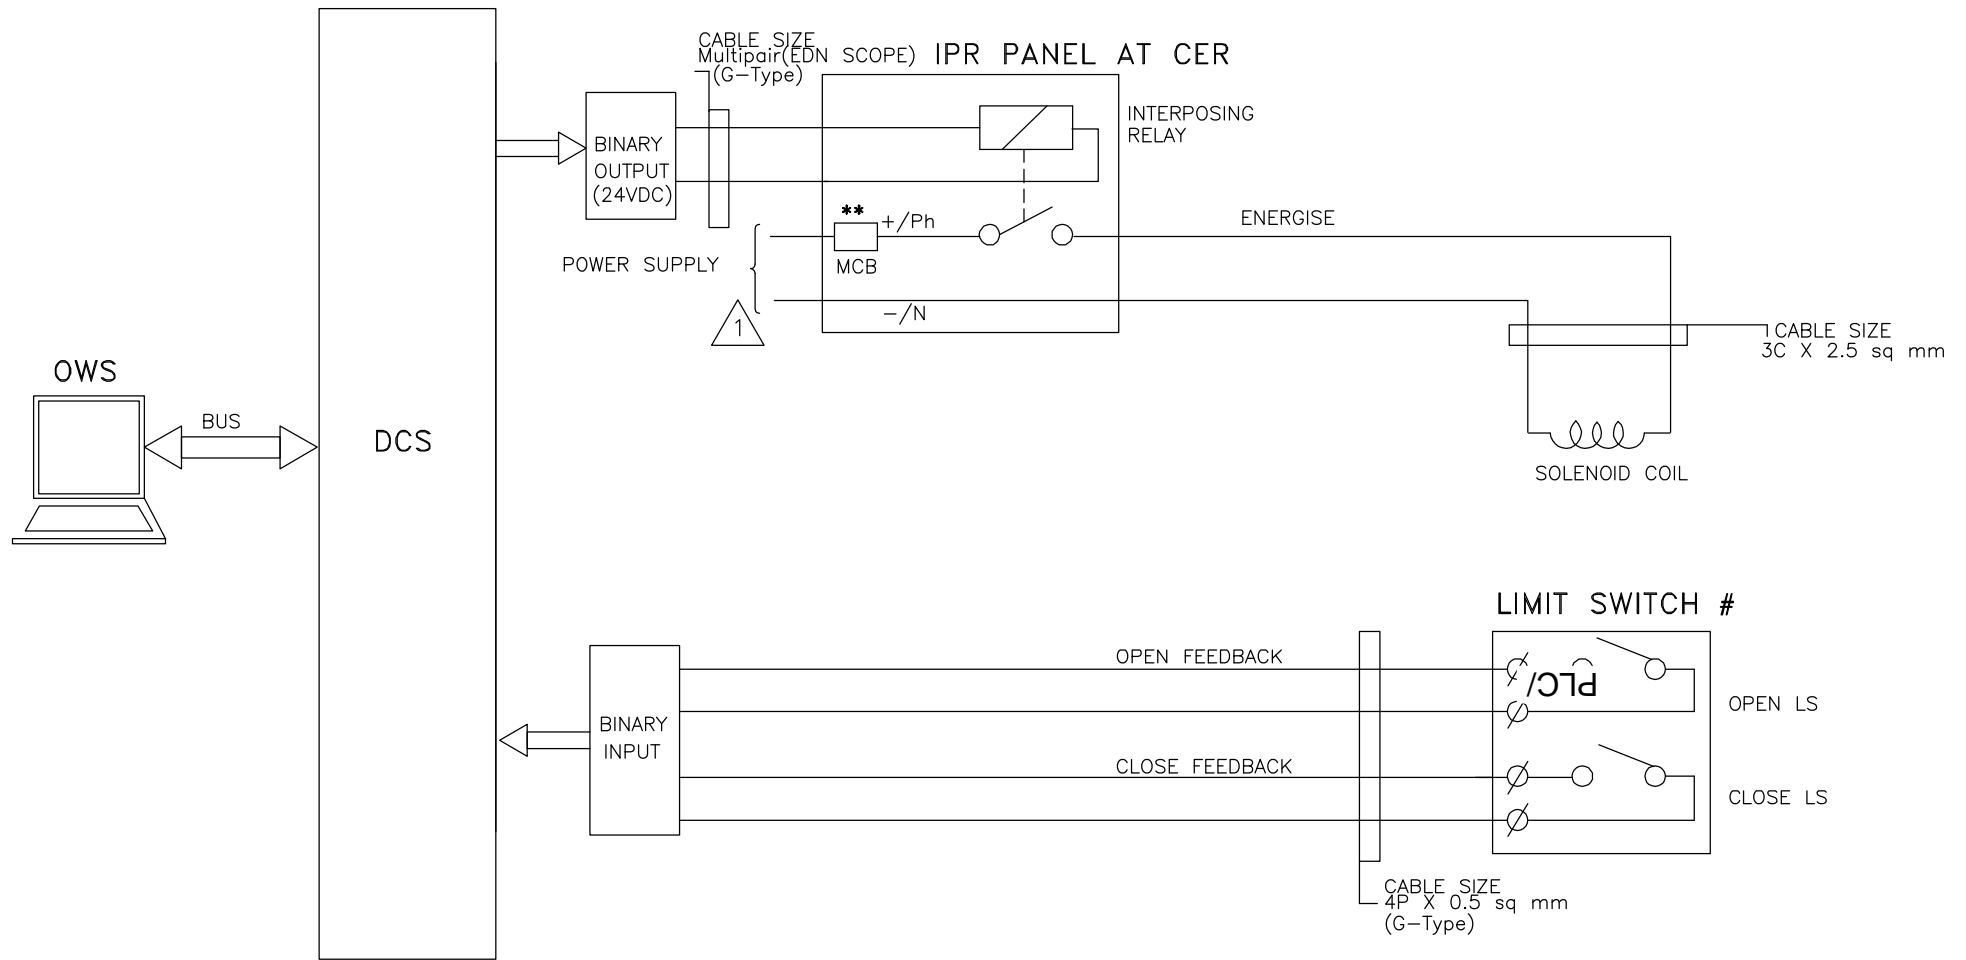 CABLE SIZE
Multipair(EDN SCOPE)
(G-Type)
IPR PANEL AT CER
INTERPOSING
RELAY
BINARY
OUTPUT
(24VDC)
**
+/Ph
MCB
POWER SUPPLY
1
-/N
ENERGISE
CABLE SIZE
3C X 2.5 sq mm
SOLENOID COIL
OWS
BUS
DCS
LIMIT SWITCH #
OPEN FEEDBACK
PLC/
OPEN LS
BINARY
INPUT
CLOSE FEEDBACK
CLOSE LS
CABLE SIZE
4P X 0.5 sq mm
(G-Type)